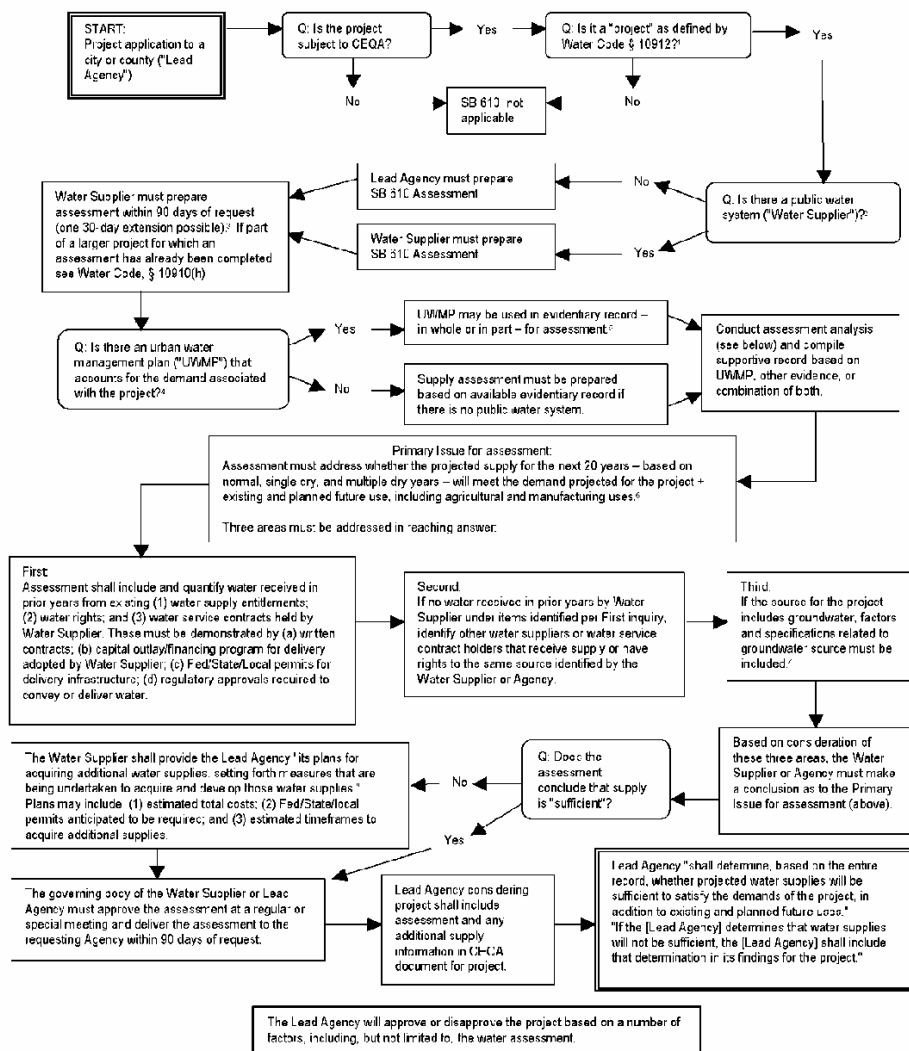 START:
Project application to a
city or county ("Lead
Agency")
Q: Is the project
subject to CEQA?
Yes
Q: Is it a "project" as defined by
Water Code § 10912?¹
Yes
No
SB 610 not
applicable
No
Water Supplier must prepare
assessment within 90 days of request
(one 30-day extension possible).³ If part
of a larger project for which an
assessment has already been completed
see Water Code, § 10910(h)
Lead Agency must prepare
SB 610 Assessment
No
Q: Is there a public water
system ("Water Supplier")?²
Water Supplier must prepare
SB 610 Assessment
Yes
Q: Is there an urban water
management plan ("UWMP") that
accounts for the demand associated
with the project?⁴
Yes
UWMP may be used in evidentiary record –
in whole or in part – for assessment.⁵
No
Supply assessment must be prepared
based on available evidentiary record if
there is no public water system.
Conduct assessment analysis
(see below) and compile
supportive record based on
UWMP, other evidence, or
combination of both.
Primary Issue for assessment:
Assessment must address whether the projected supply for the next 20 years – based on
normal, single dry, and multiple dry years – will meet the demand projected for the project +
existing and planned future use, including agricultural and manufacturing uses.⁶
Three areas must be addressed in reaching answer:
First:
Assessment shall include and quantify water received in
prior years from existing (1) water supply entitlements;
(2) water rights; and (3) water service contracts held by
Water Supplier. These must be demonstrated by (a) written
contracts; (b) capital outlay/financing program for delivery
adopted by Water Supplier; (c) Fed/State/Local permits for
delivery infrastructure; (d) regulatory approvals required to
convey or deliver water.
Second:
If no water received in prior years by Water
Supplier under items identified per First inquiry,
identify other water suppliers or water service
contract holders that receive supply or have
rights to the same source identified by the
Water Supplier or Agency.
Third:
If the source for the project
includes groundwater, factors
and specifications related to
groundwater source must be
included.⁷
Based on consideration of
these three areas, the Water
Supplier or Agency must make
a conclusion as to the Primary
Issue for assessment (above).
Q: Does the
assessment
conclude that supply
is "sufficient"?
No
Yes
The Water Supplier shall provide the Lead Agency "its plans for
acquiring additional water supplies, setting forth measures that are
being undertaken to acquire and develop those water supplies."
Plans may include (1) estimated total costs; (2) Fed/State/local
permits anticipated to be required; and (3) estimated timeframes to
acquire additional supplies.
The governing body of the Water Supplier or Lead
Agency must approve the assessment at a regular or
special meeting and deliver the assessment to the
requesting Agency within 90 days of request.
Lead Agency considering
project shall include
assessment and any
additional supply
information in CEQA
document for project.
Lead Agency "shall determine, based on the entire
record, whether projected water supplies will be
sufficient to satisfy the demands of the project, in
addition to existing and planned future uses."
"If the [Lead Agency] determines that water supplies
will not be sufficient, the [Lead Agency] shall include
that determination in its findings for the project."
The Lead Agency will approve or disapprove the project based on a number of
factors, including, but not limited to, the water assessment.